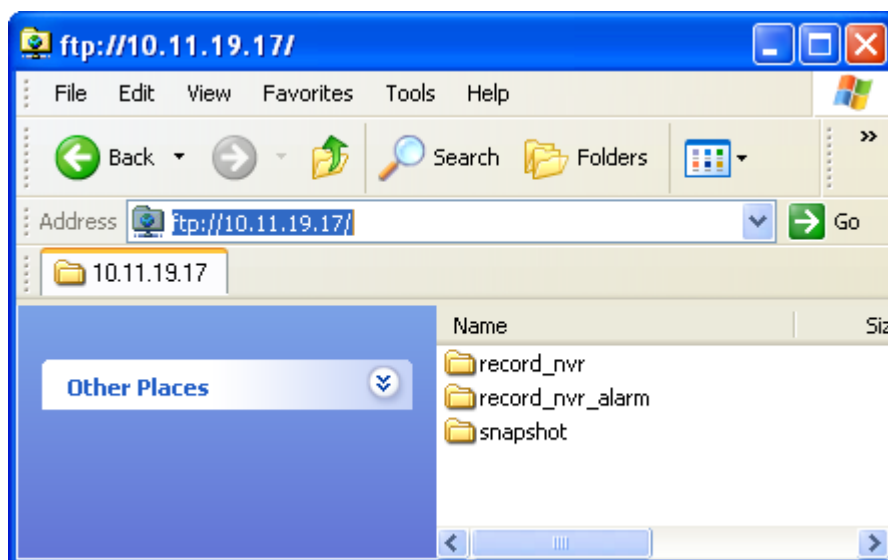 ftp://10.11.19.17/
File Edit View Favorites Tools Help
Back Search Folders »
Address ftp://10.11.19.17/ Go
10.11.19.17
Name Siz
Other Places
record_nvr
record_nvr_alarm
snapshot